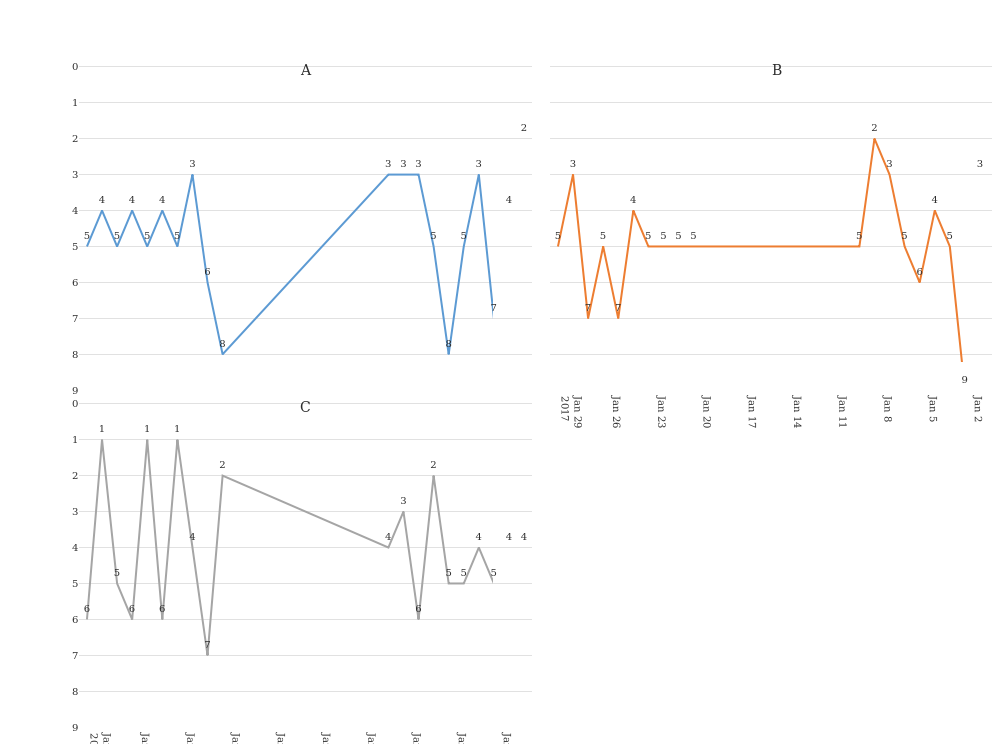 A
0
1
2
3
4
5
6
7
8
9
5 4 5 4 5 4 5 3 6 8 3 3 3 5 8 5 3 7 4 2
B
5 3 7 5 7 4 5 5 5 5 5 2 3 5 6 4 5 9 3
Jan 29
2017
Jan 26
Jan 23
Jan 20
Jan 17
Jan 14
Jan 11
Jan 8
Jan 5
Jan 2
C
0
1
2
3
4
5
6
7
8
9
6 1 5 6 1 6 1 4 7 2 4 3 6 2 5 5 4 5 4 4